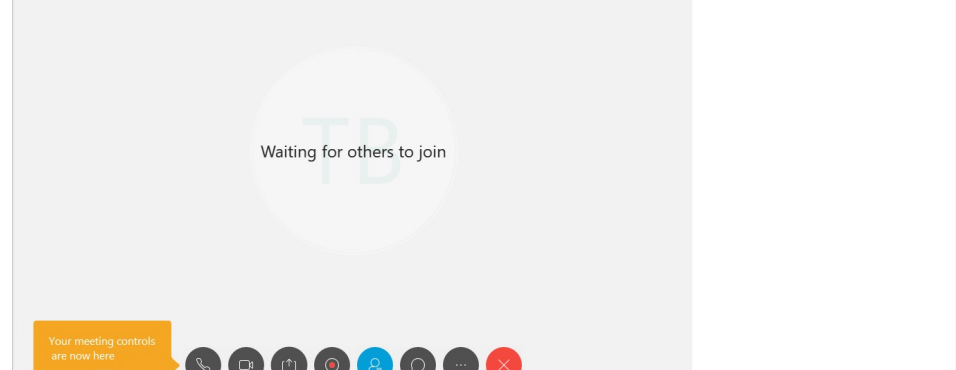 TB
Waiting for others to join
Your meeting controls
are now here